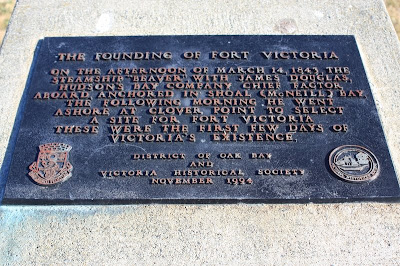 THE FOUNDING OF FORT VICTORIA
ON THE AFTERNOON OF MARCH 14, 1843, THE
STEAMSHIP "BEAVER" WITH JAMES DOUGLAS,
HUDSON'S BAY COMPANY CHIEF FACTOR,
ABOARD ANCHORED IN SHOAL (McNEILL) BAY.
THE FOLLOWING MORNING HE WENT
ASHORE AT CLOVER POINT TO SELECT
A SITE FOR FORT VICTORIA.
THESE WERE THE FIRST FEW DAYS OF
VICTORIA'S EXISTENCE.
DISTRICT OF OAK BAY
AND
VICTORIA HISTORICAL SOCIETY
NOVEMBER 1994